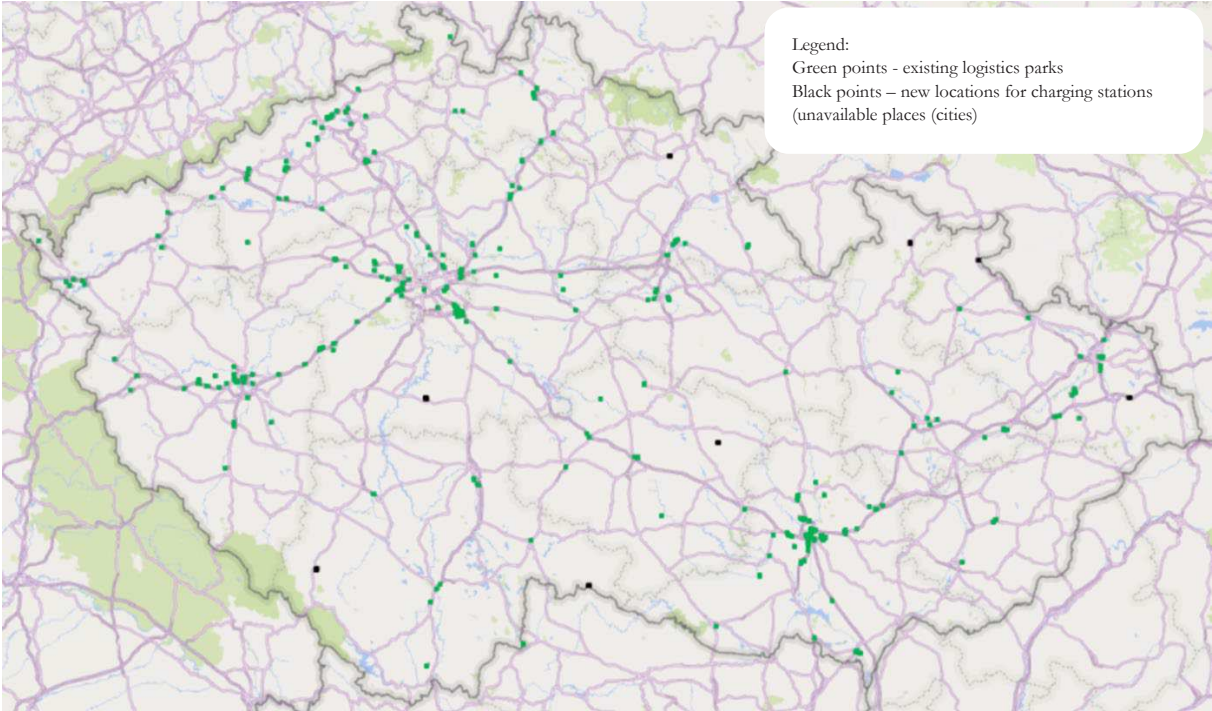 Legend:
Green points - existing logistics parks
Black points – new locations for charging stations
(unavailable places (cities)